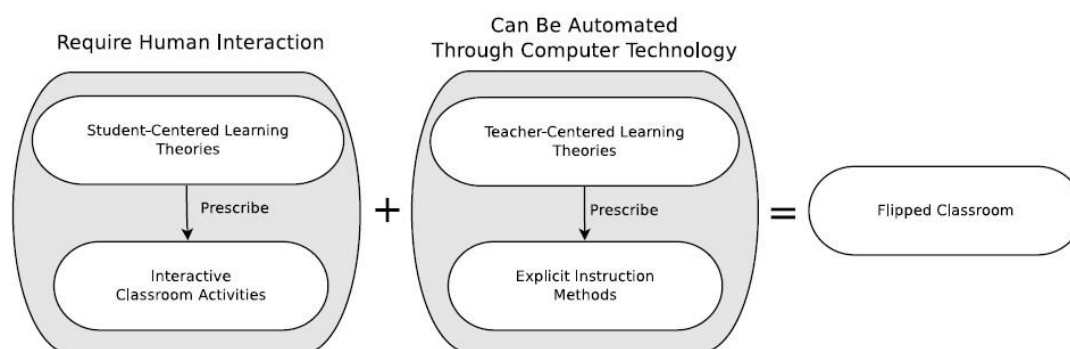 Require Human Interaction
Can Be Automated
Through Computer Technology
Student-Centered Learning
Theories
Prescribe
Interactive
Classroom Activities
+
Teacher-Centered Learning
Theories
Prescribe
Explicit Instruction
Methods
=
Flipped Classroom